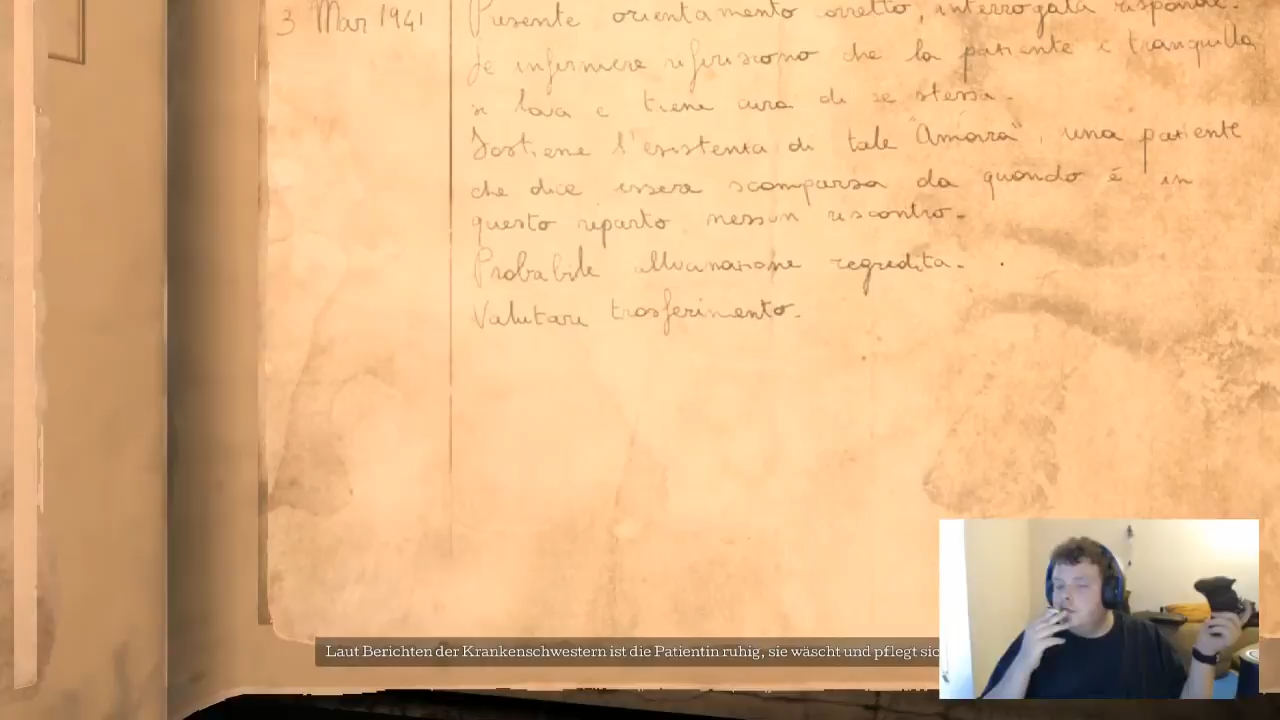 3 Mar 1941
Presente orientamento corretto, interrogata risponde.
Le infermiere riferiscono che la paziente è tranquilla,
si lava e tiene cura di se stessa.
Sostiene l'esistenza di tale "Amara", una paziente
che dice essere scomparsa da quando è in
questo reparto nessun riscontro.
Probabile allucinazione regredita.
Valutare trasferimento.
Laut Berichten der Krankenschwestern ist die Patientin ruhig, sie wäscht und pflegt sic